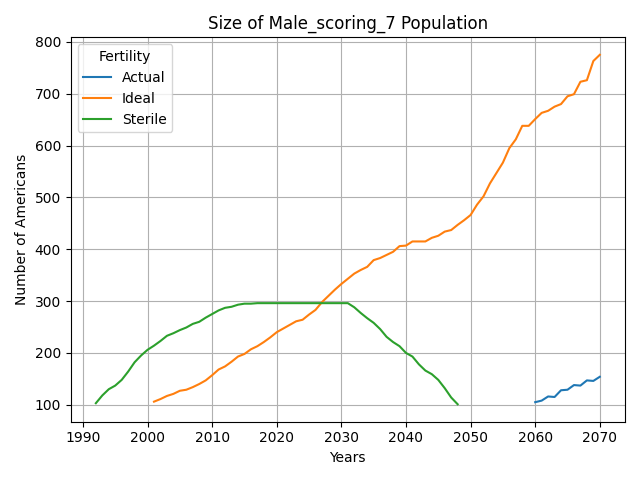 Size of Male_scoring_7 Population
Fertility
Actual
Ideal
Sterile
Number of Americans
800
700
600
500
400
300
200
100
1990 2000 2010 2020 2030 2040 2050 2060 2070
Years